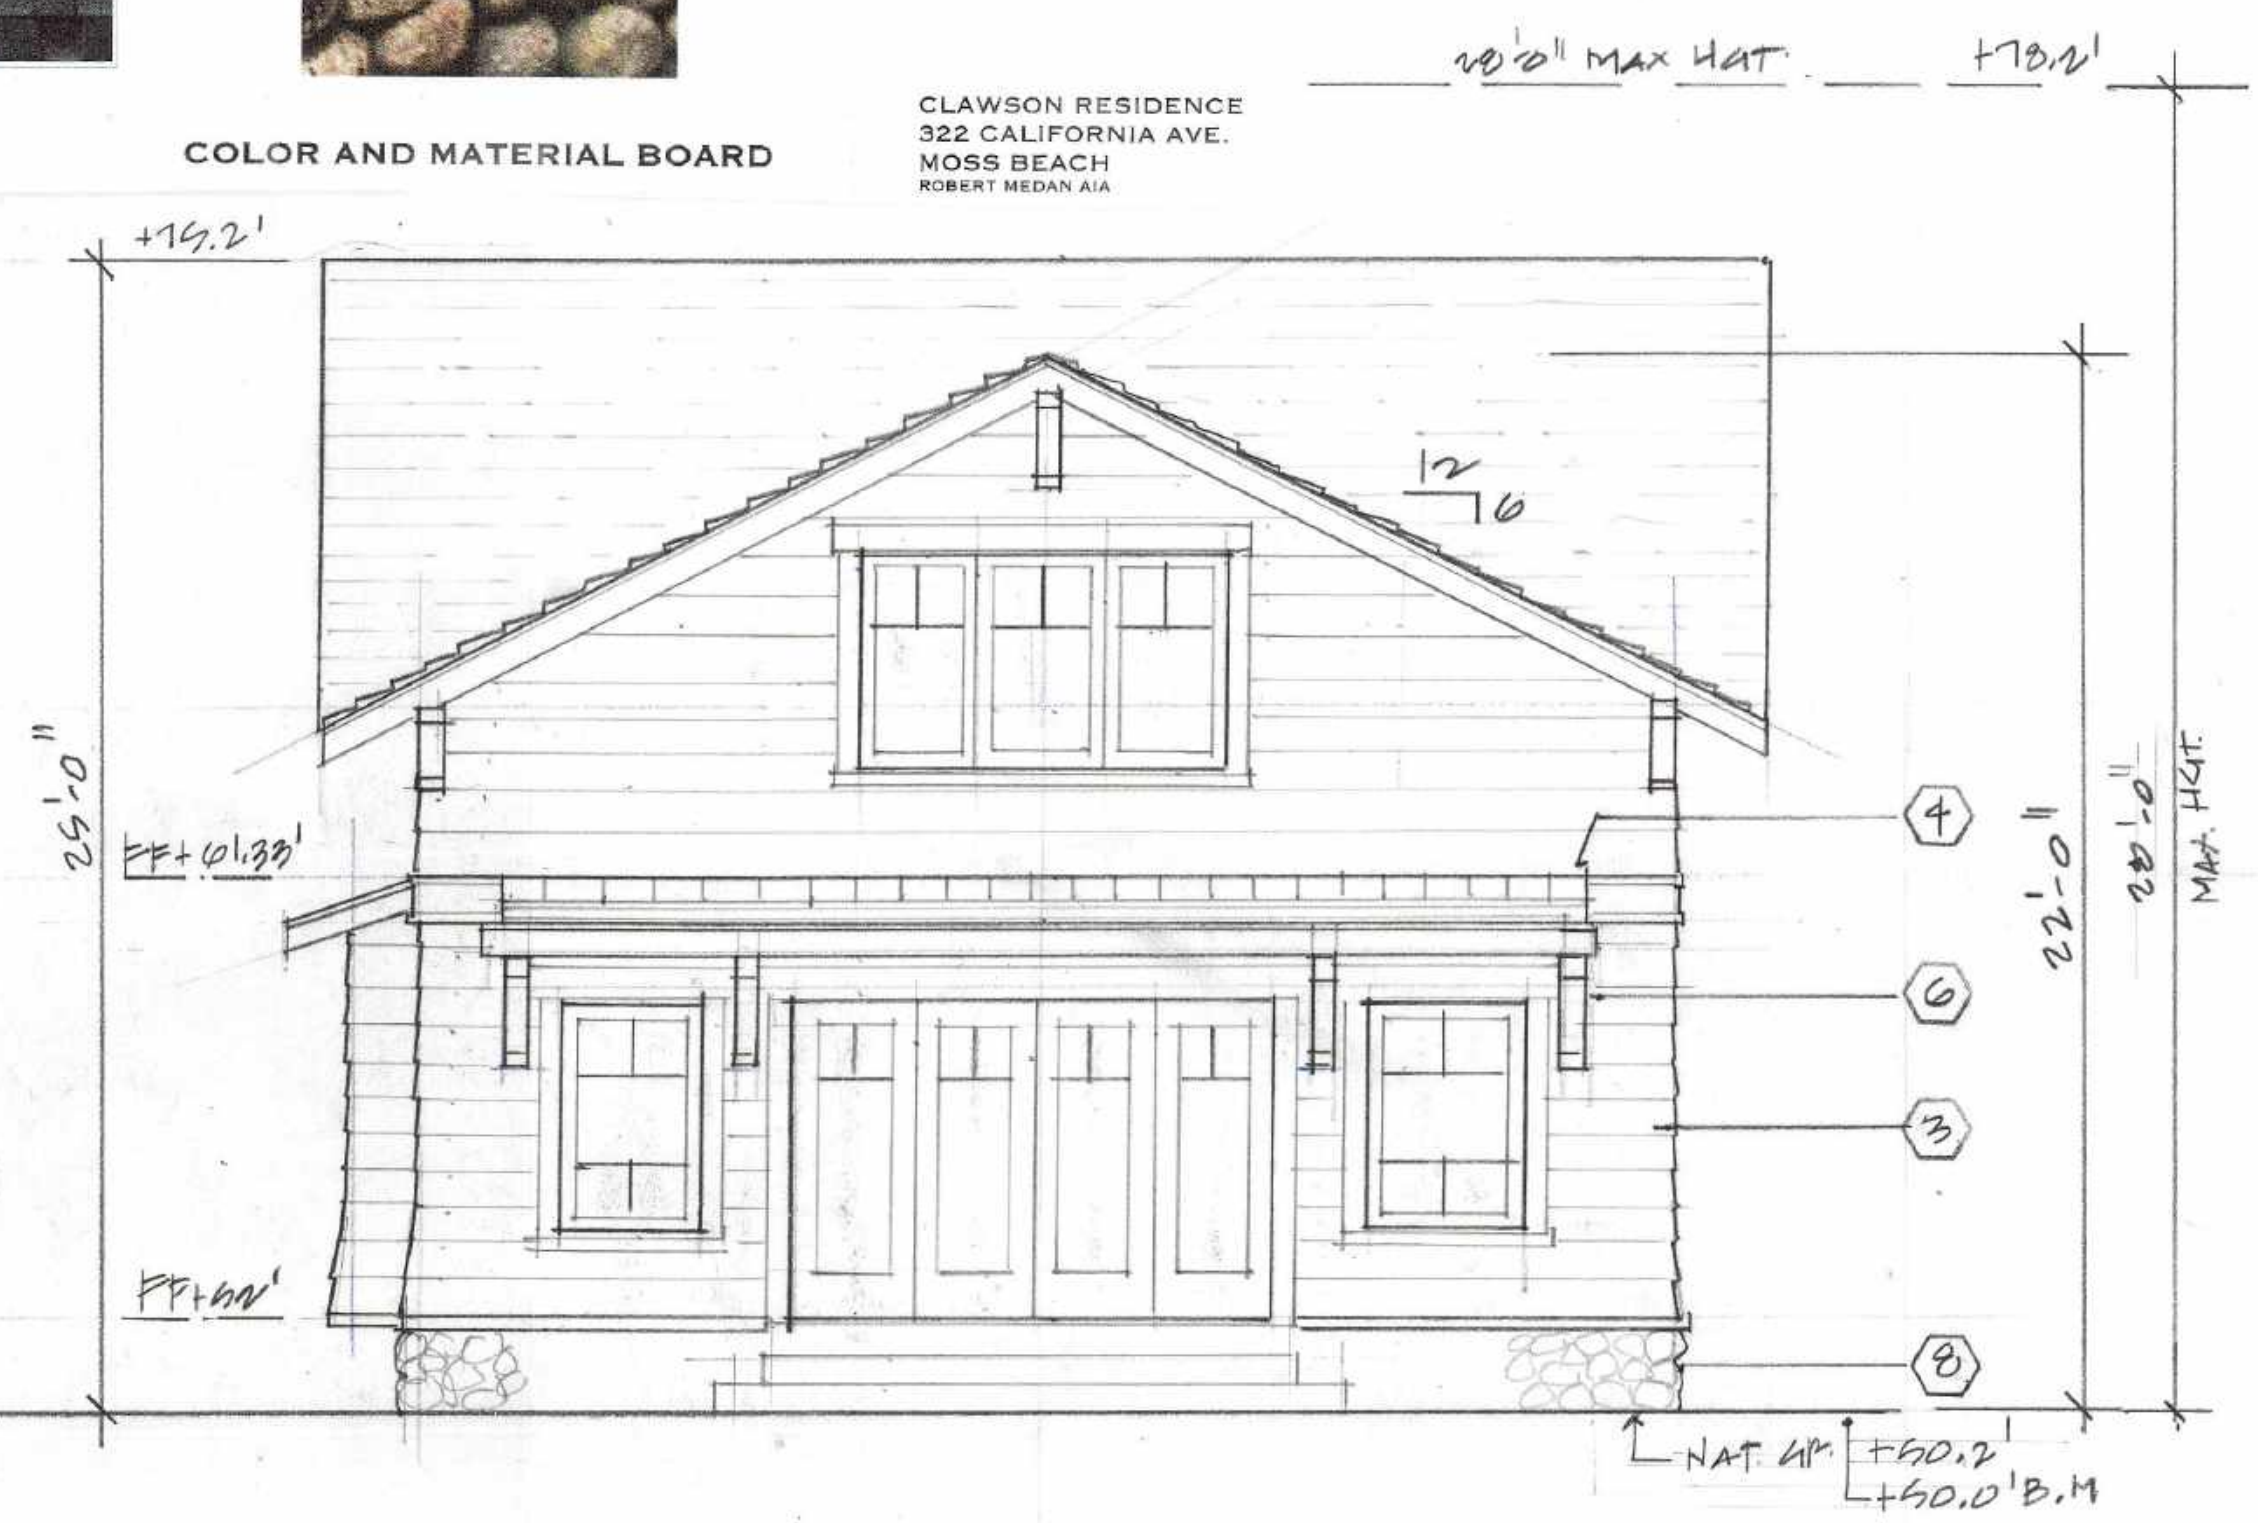 28'0" MAX HGT. +78.2'
CLAWSON RESIDENCE
322 CALIFORNIA AVE.
MOSS BEACH
ROBERT MEDAN AIA
COLOR AND MATERIAL BOARD
+75.2'
12
6
25'-0"
22'-0"
28'-0"
MAX. HGT.
4
FF+61.33'
6
3
FF+52'
8
NAT. GR.
+50.2'
+50.0' B.M